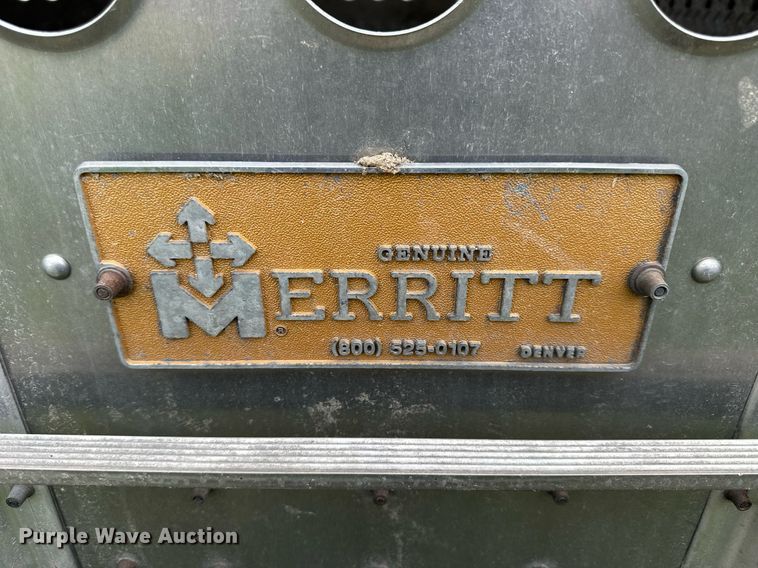 GENUINE
MERRITT
®
(800) 525-0107 DENVER
Purple Wave Auction